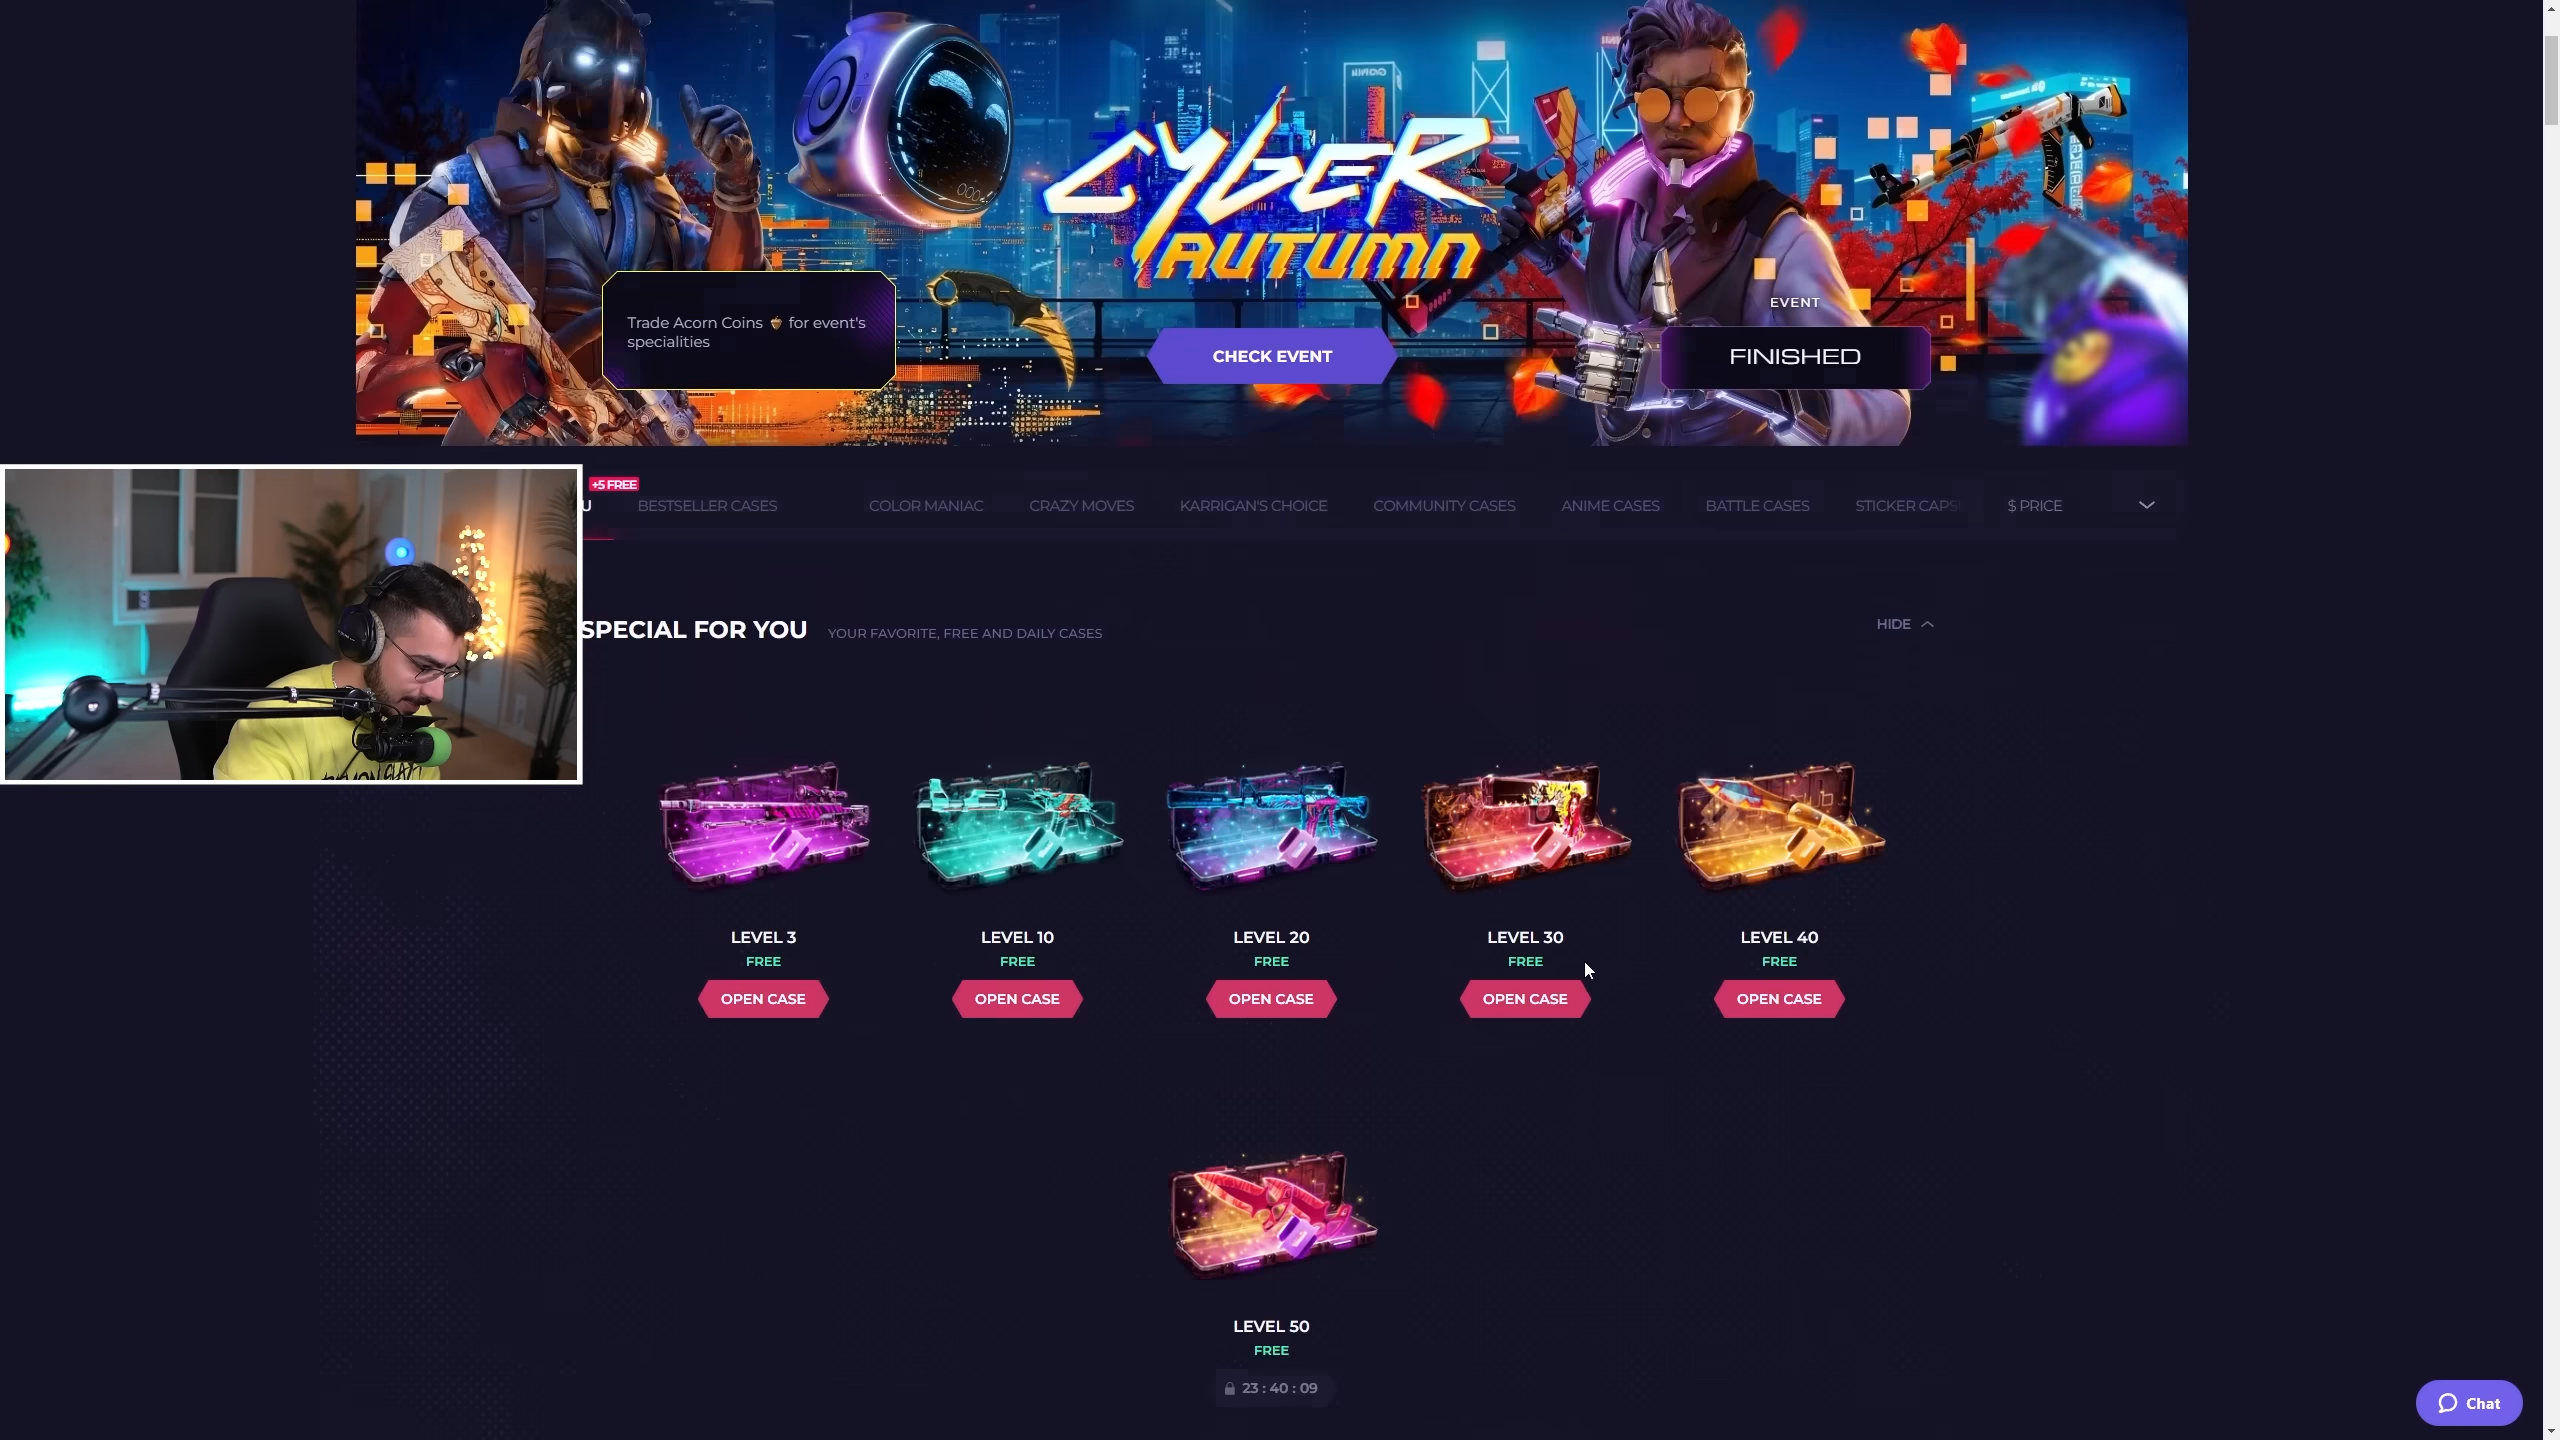 CYBER
AUTUMN
Trade Acorn Coins for event's
specialities
CHECK EVENT
EVENT
FINISHED
+5 FREE
U
BESTSELLER CASES
COLOR MANIAC
CRAZY MOVES
KARRIGAN'S CHOICE
COMMUNITY CASES
ANIME CASES
BATTLE CASES
STICKER CAPS
$ PRICE
SPECIAL FOR YOU
YOUR FAVORITE, FREE AND DAILY CASES
HIDE
LEVEL 3
FREE
OPEN CASE
LEVEL 10
FREE
OPEN CASE
LEVEL 20
FREE
OPEN CASE
LEVEL 30
FREE
OPEN CASE
LEVEL 40
FREE
OPEN CASE
LEVEL 50
FREE
23 : 40 : 09
Chat